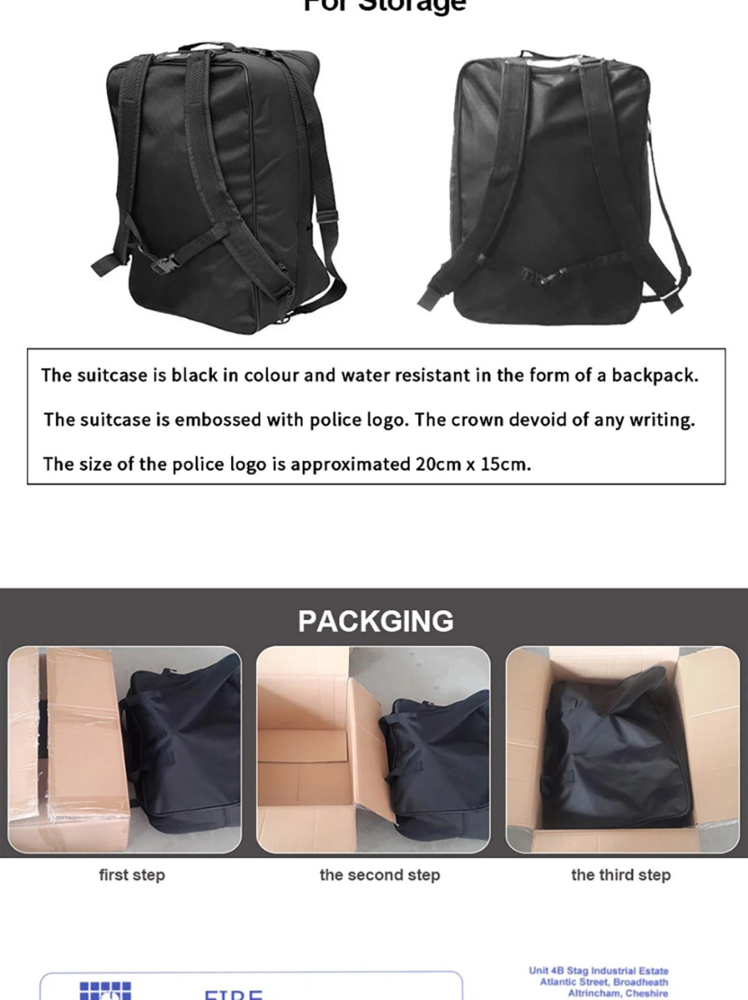 For Storage
The suitcase is black in colour and water resistant in the form of a backpack.
The suitcase is embossed with police logo. The crown devoid of any writing.
The size of the police logo is approximated 20cm x 15cm.
PACKGING
first step
the second step
the third step
FIRE
Unit 4B Stag Industrial Estate
Atlantic Street, Broadheath
Altrincham, Cheshire